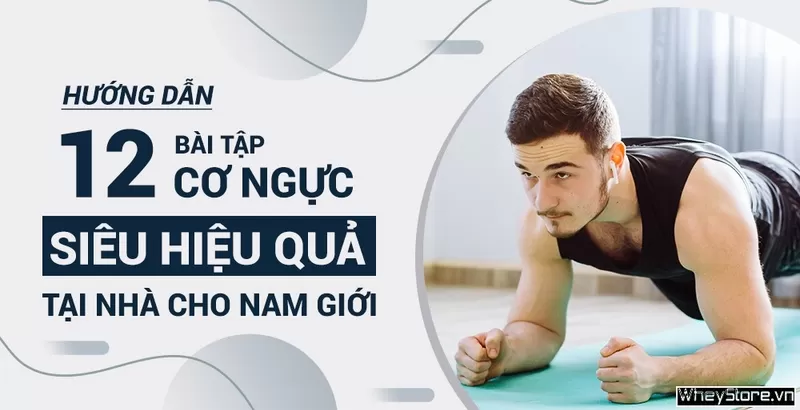 HƯỚNG DẪN
12 BÀI TẬP
CƠ NGỰC
SIÊU HIỆU QUẢ
TẠI NHÀ CHO NAM GIỚI
WheyStore.vn